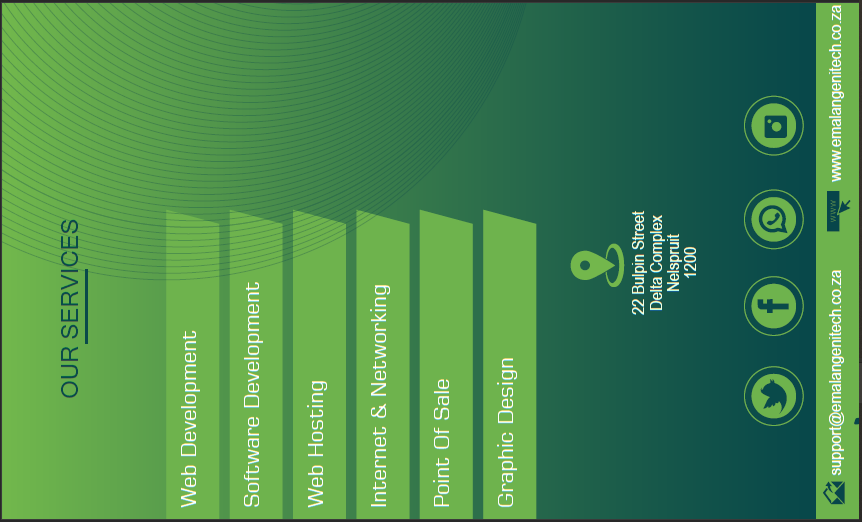 OUR SERVICES
Web Development
Software Development
Web Hosting
Internet & Networking
Point Of Sale
Graphic Design
22 Bulpin Street
Delta Complex
Nelspruit
1200
support@emalangenitech.co.za
WWW
www.emalangenitech.co.za